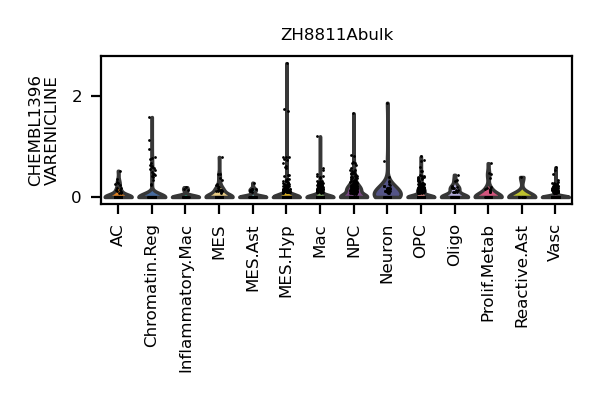 ZH8811Abulk
CHEMBL1396
VARENICLINE
2
0
AC
Chromatin.Reg
Inflammatory.Mac
MES
MES.Ast
MES.Hyp
Mac
NPC
Neuron
OPC
Oligo
Prolif.Metab
Reactive.Ast
Vasc